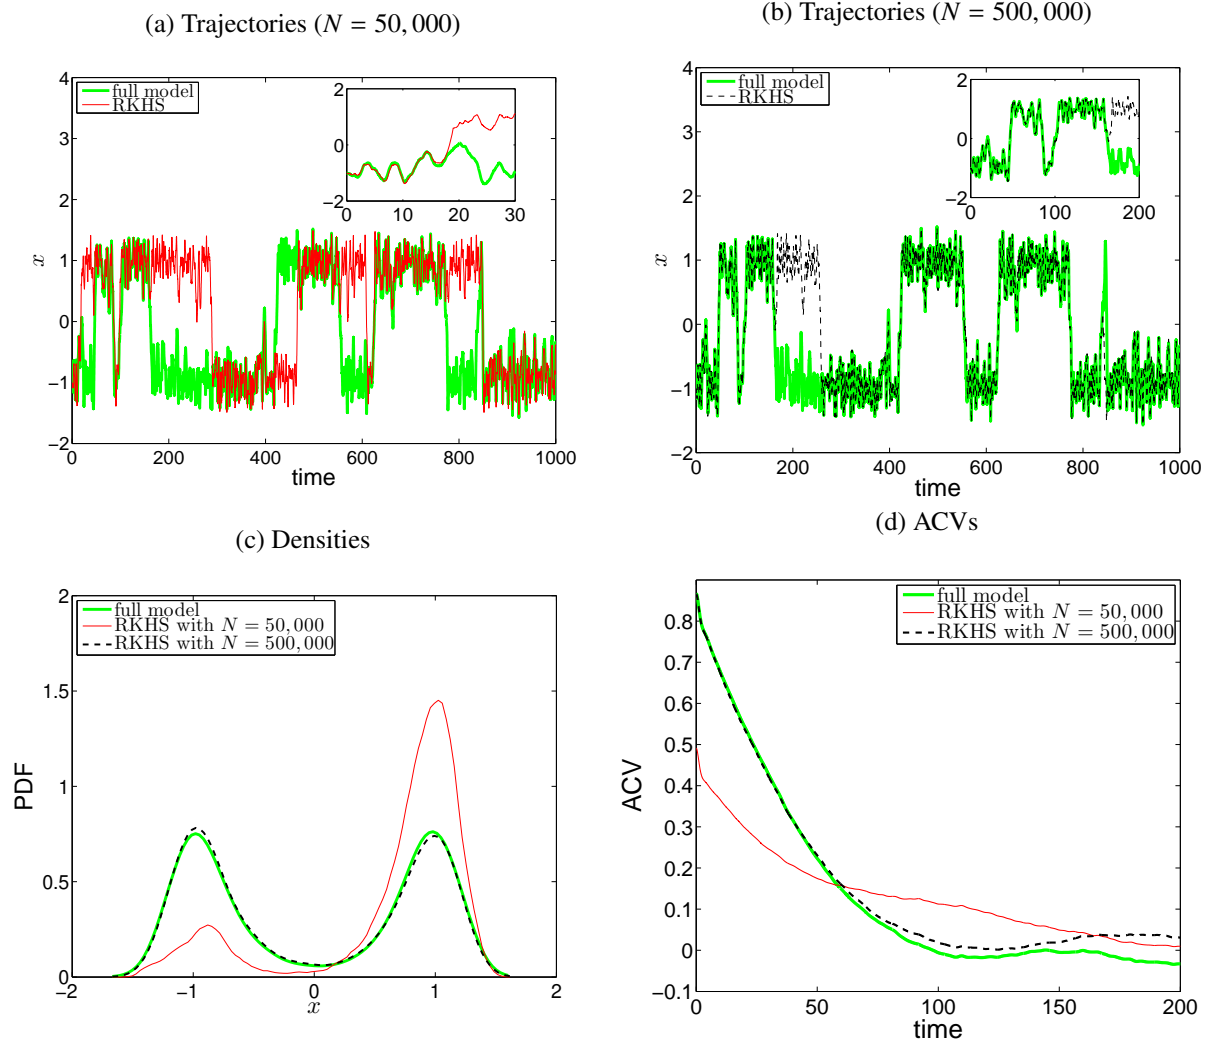 (a) Trajectories (N = 50,000)
4
3
2
1
0
−1
−2
x
0
200
400
600
800
1000
time
full model
RKHS
2
0
−2
0
10
20
30
(b) Trajectories (N = 500,000)
4
3
2
1
0
−1
−2
x
0
200
400
600
800
1000
time
full model
RKHS
2
0
−2
0
100
200
(c) Densities
2
1.5
1
0.5
0
PDF
−2
−1
0
1
2
x
full model
RKHS with N = 50,000
RKHS with N = 500,000
(d) ACVs
0.8
0.7
0.6
0.5
0.4
0.3
0.2
0.1
0
−0.1
ACV
0
50
100
150
200
time
full model
RKHS with N = 50,000
RKHS with N = 500,000